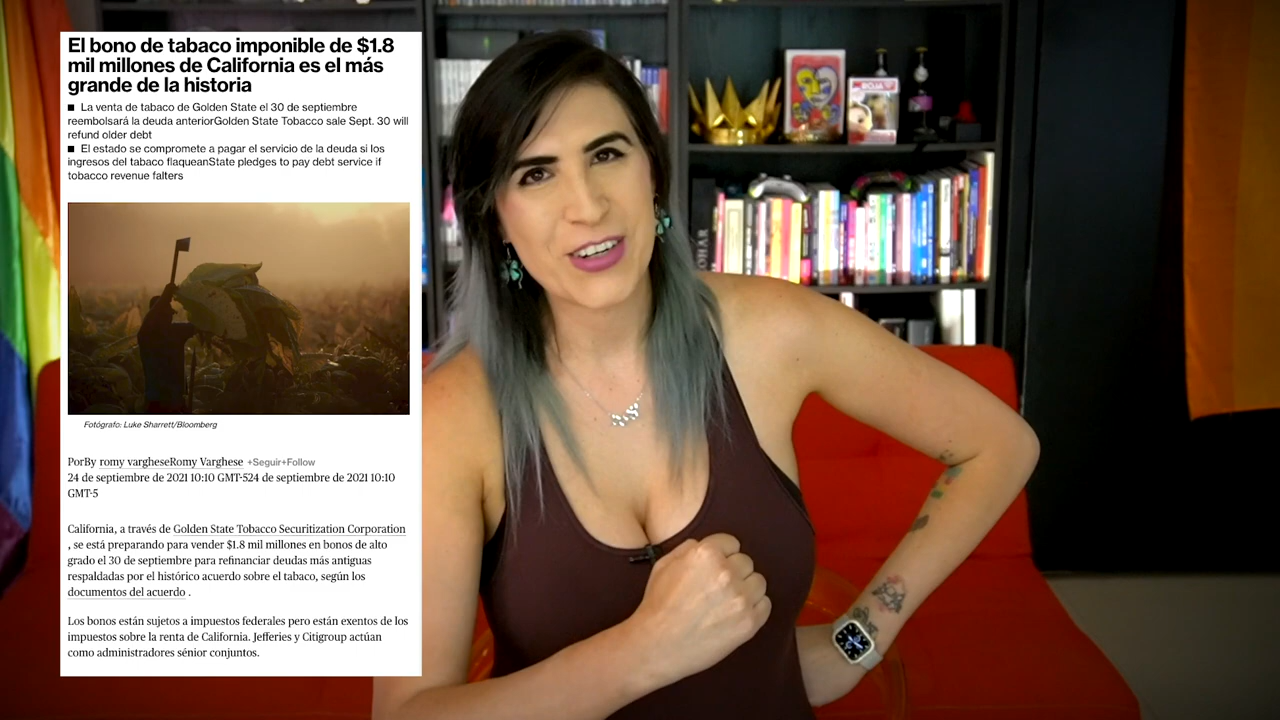 El bono de tabaco imponible de $1.8
mil millones de California es el más
grande de la historia
■ La venta de tabaco de Golden State el 30 de septiembre
reembolsará la deuda anteriorGolden State Tobacco sale Sept. 30 will
refund older debt
■ El estado se compromete a pagar el servicio de la deuda si los
ingresos del tabaco flaqueanState pledges to pay debt service if
tobacco revenue falters
Fotógrafo: Luke Sharrett/Bloomberg
PorBy romy vargheseRomy Varghese +Seguir+Follow
24 de septiembre de 2021 10:10 GMT-524 de septiembre de 2021 10:10
GMT-5
California, a través de Golden State Tobacco Securitization Corporation
, se está preparando para vender $1.8 mil millones en bonos de alto
grado el 30 de septiembre para refinanciar deudas más antiguas
respaldadas por el histórico acuerdo sobre el tabaco, según los
documentos del acuerdo .
Los bonos están sujetos a impuestos federales pero están exentos de los
impuestos sobre la renta de California. Jefferies y Citigroup actúan
como administradores sénior conjuntos.